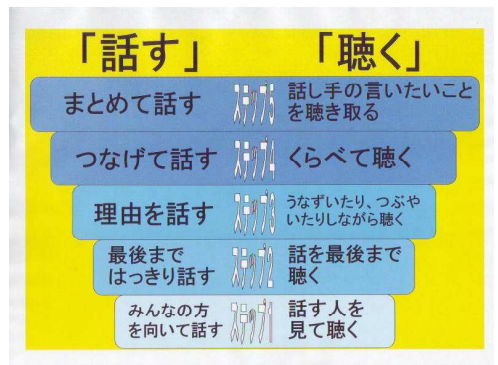 「話す」 「聴く」
まとめて話す ステップ5 話し手の言いたいこと
を聴き取る
つなげて話す ステップ4 くらべて聴く
理由を話す ステップ3 うなずいたり、つぶや
いたりしながら聴く
最後まで
はっきり話す ステップ2 話を最後まで
聴く
みんなの方
を向いて話す ステップ1 話す人を
見て聴く